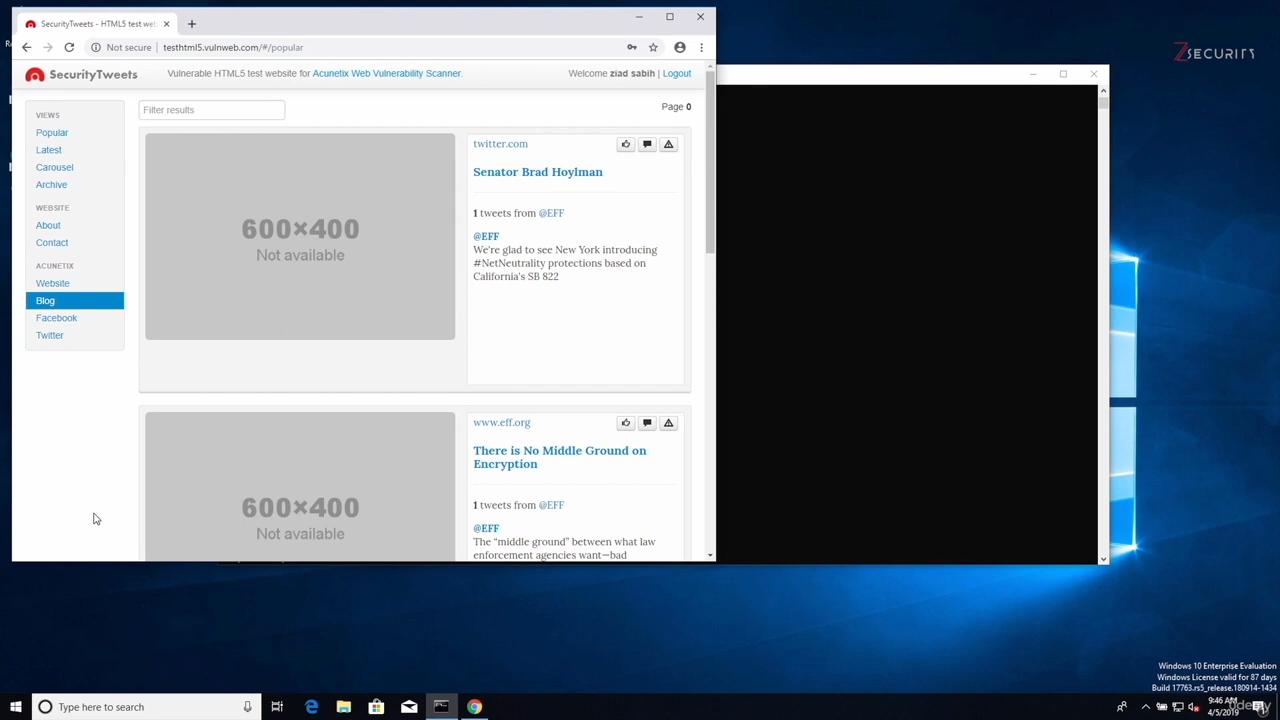 SecurityTweets - HTML5 test web
Not secure | testhtml5.vulnweb.com/#/popular
SecurityTweets
Vulnerable HTML5 test website for Acunetix Web Vulnerability Scanner.
Welcome ziad sabih | Logout
VIEWS
Popular
Latest
Carousel
Archive
WEBSITE
About
Contact
ACUNETIX
Website
Blog
Facebook
Twitter
Filter results
Page 0
600×400
Not available
twitter.com
Senator Brad Hoylman
1 tweets from @EFF
@EFF
We're glad to see New York introducing
#NetNeutrality protections based on
California's SB 822
600×400
Not available
www.eff.org
There is No Middle Ground on
Encryption
1 tweets from @EFF
@EFF
The “middle ground” between what law
enforcement agencies want—bad
ZSECURITY
Windows 10 Enterprise Evaluation
Windows License valid for 87 days
Build 17763.rs5_release.180914-1434
Type here to search
9:46 AM
4/5/2019